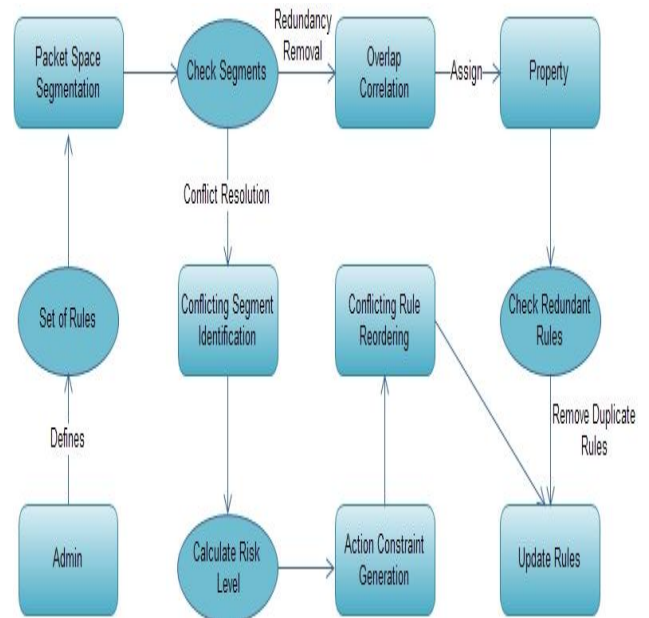 Redundancy
Removal
Packet Space
Segmentation
Check Segments
Overlap
Correlation
Assign
Property
Conflict Resolution
Set of Rules
Conflicting Segment
Identification
Conflicting Rule
Reordering
Check Redundant
Rules
Defines
Remove Duplicate
Rules
Admin
Calculate Risk
Level
Action Constraint
Generation
Update Rules